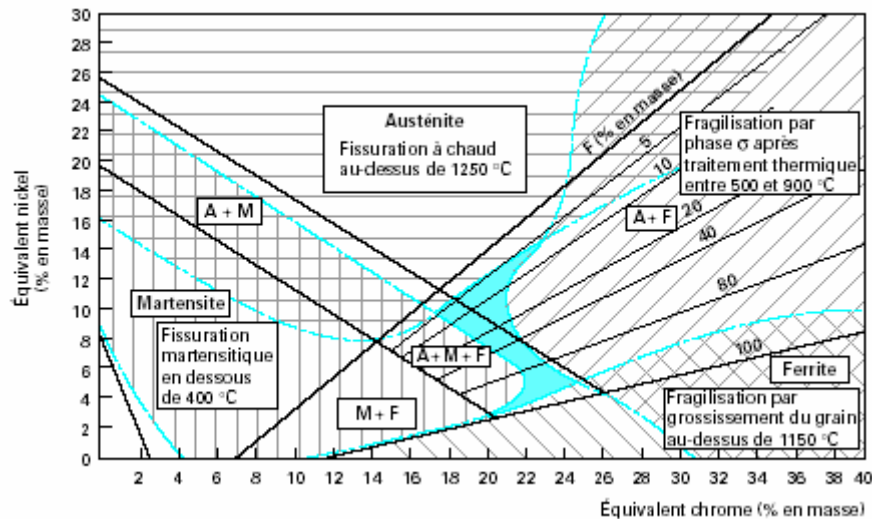 30
28
26
24
22
20
18
16
14
12
10
8
6
4
2
0
Équivalent nickel
(% en masse)
Austénite
Fissuration à chaud
au-dessus de 1250 °C
F (% en masse)
5
10
20
40
80
100
Fragilisation par
phase σ après
traitement thermique
entre 500 et 900 °C
A + M
A + F
Martensite
Fissuration
martensitique
en dessous
de 400 °C
A + M + F
M + F
Ferrite
Fragilisation par
grossissement du grain
au-dessus de 1150 °C
2 4 6 8 10 12 14 16 18 20 22 24 26 28 30 32 34 36 38 40
Équivalent chrome (% en masse)